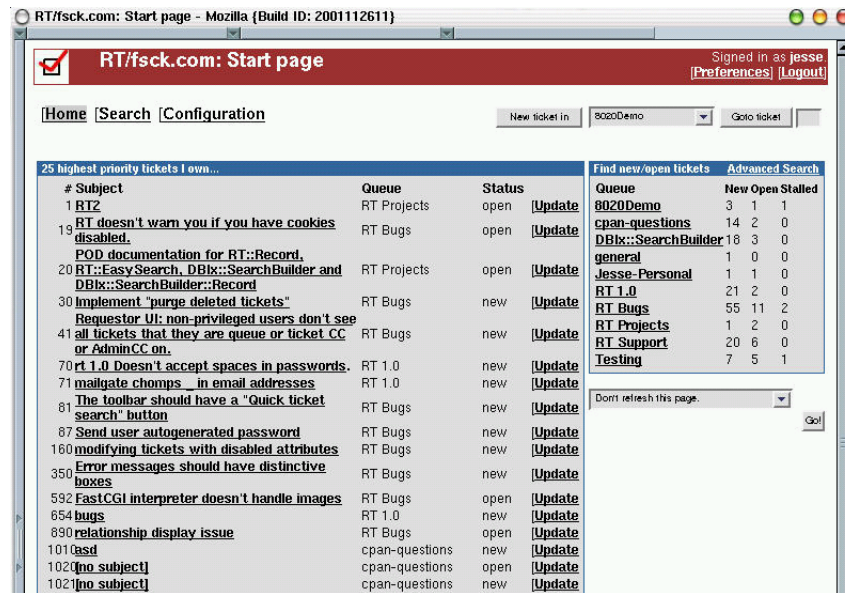 RT/fsck.com: Start page - Mozilla {Build ID: 2001112611}
RT/fsck.com: Start page
Signed in as jesse.
[Preferences] [Logout]
[Home [Search [Configuration
New ticket in 8020Demo Goto ticket
25 highest priority tickets I own...
# Subject Queue Status
1 RT2 RT Projects open [Update
19 RT doesn't warn you if you have cookies
disabled. RT Bugs open [Update
POD documentation for RT::Record,
20 RT::EasySearch, DBIx::SearchBuilder and RT Projects open [Update
DBIx::SearchBuilder::Record
30 Implement "purge deleted tickets" RT Bugs new [Update
Requestor UI: non-privileged users don't see
41 all tickets that they are queue or ticket CC RT Bugs new [Update
or AdminCC on.
70 rt 1.0 Doesn't accept spaces in passwords. RT 1.0 new [Update
71 mailgate chomps _ in email addresses RT 1.0 new [Update
81 The toolbar should have a "Quick ticket
search" button RT Bugs new [Update
87 Send user autogenerated password RT Bugs new [Update
160 modifying tickets with disabled attributes RT Bugs new [Update
350 Error messages should have distinctive
boxes RT Bugs new [Update
592 FastCGI interpreter doesn't handle images RT Bugs open [Update
654 bugs RT 1.0 new [Update
890 relationship display issue RT Bugs open [Update
1010 asd cpan-questions new [Update
1020 [no subject] cpan-questions open [Update
1021 [no subject] cpan-questions new [Update
Find new/open tickets Advanced Search
Queue New Open Stalled
8020Demo 3 1 1
cpan-questions 14 2 0
DBIx::SearchBuilder 18 3 0
general 1 0 0
Jesse-Personal 1 1 0
RT 1.0 21 2 0
RT Bugs 55 11 2
RT Projects 1 2 0
RT Support 20 6 0
Testing 7 5 1
Don't refresh this page.
Go!